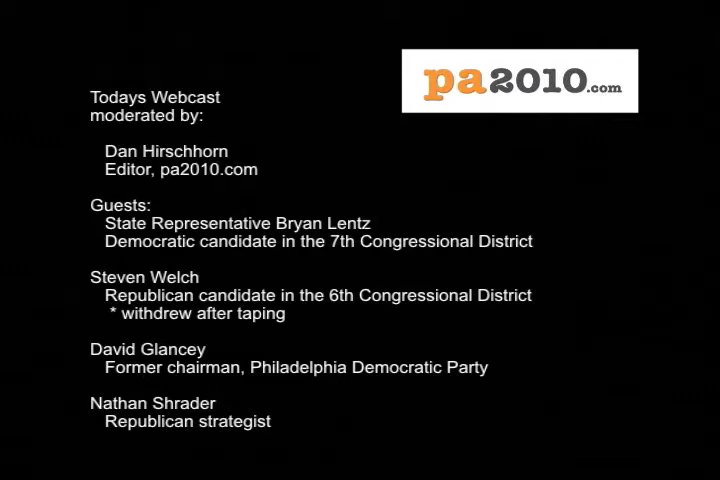 pa2010.com
Todays Webcast
moderated by:
Dan Hirschhorn
Editor, pa2010.com
Guests:
State Representative Bryan Lentz
Democratic candidate in the 7th Congressional District
Steven Welch
Republican candidate in the 6th Congressional District
* withdrew after taping
David Glancey
Former chairman, Philadelphia Democratic Party
Nathan Shrader
Republican strategist